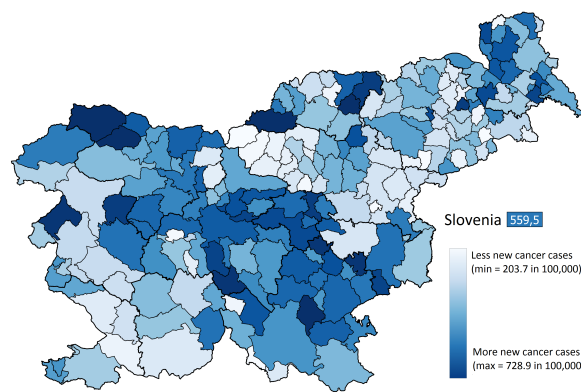 Slovenia 559,5
Less new cancer cases
(min = 203.7 in 100,000)
More new cancer cases
(max = 728.9 in 100,000)